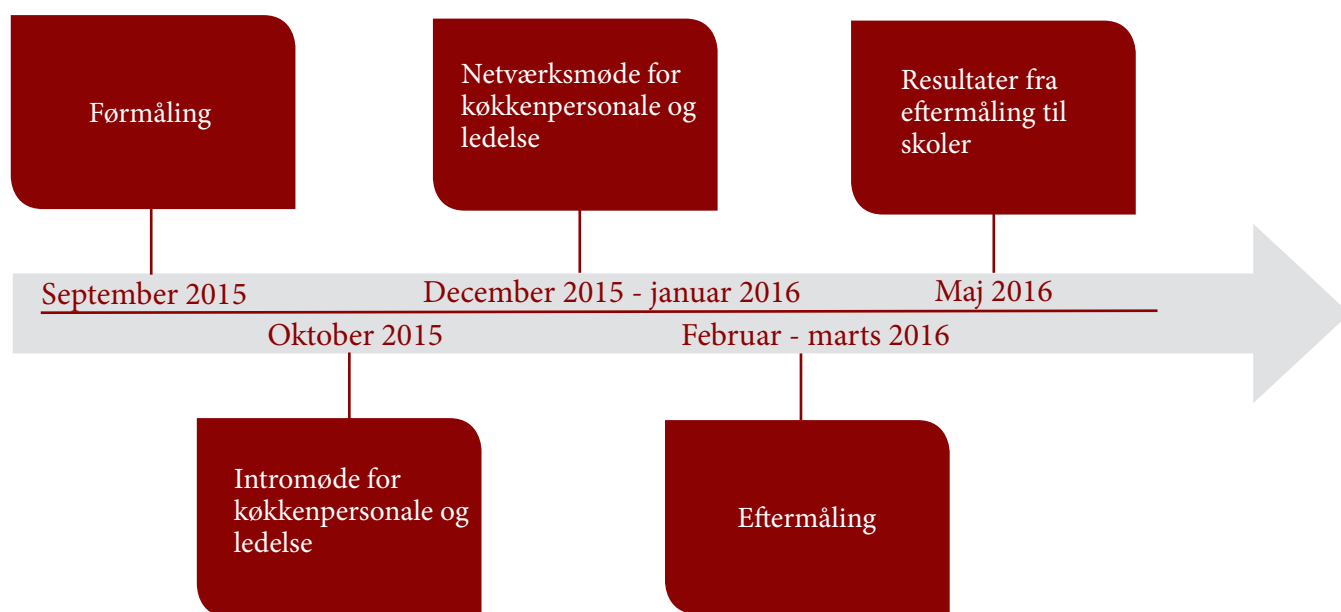 Førmåling
Netværksmøde for
køkkenpersonale og
ledelse
Resultater fra
eftermåling til
skoler
September 2015
December 2015 - januar 2016
Maj 2016
Oktober 2015
Februar - marts 2016
Intromøde for
køkkenpersonale og
ledelse
Eftermåling